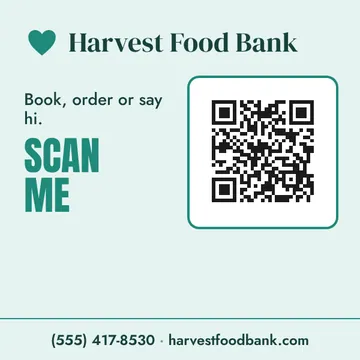 Harvest Food Bank
Book, order or say
hi.
SCAN
ME
(555) 417-8530 · harvestfoodbank.com